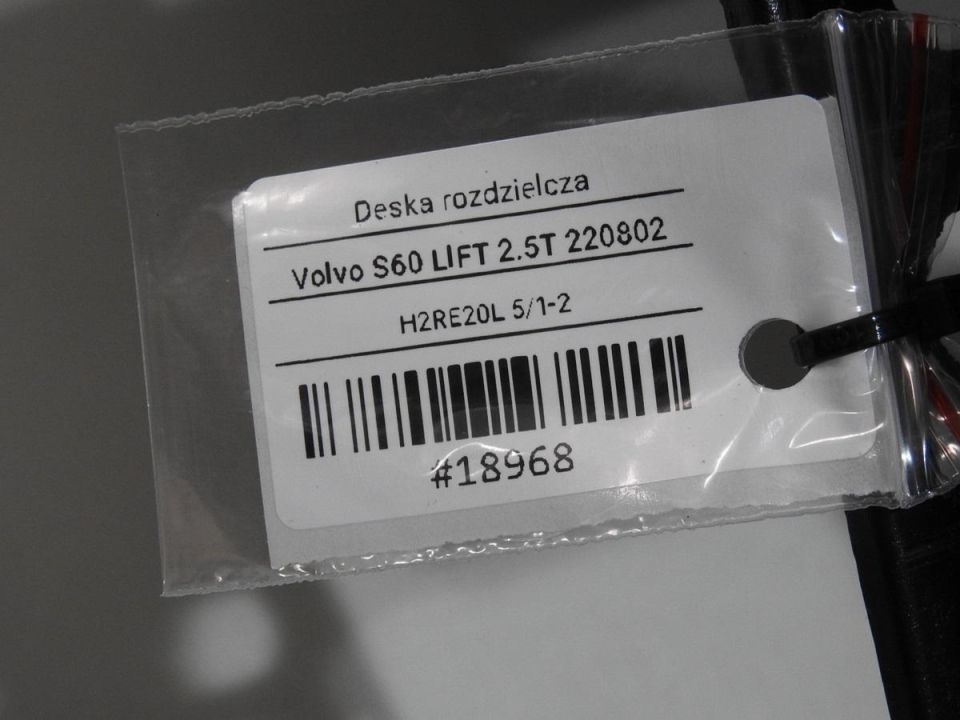 Deska rozdzielcza
Volvo S60 LIFT 2.5T 220802
H2RE20L 5/1-2
#18968